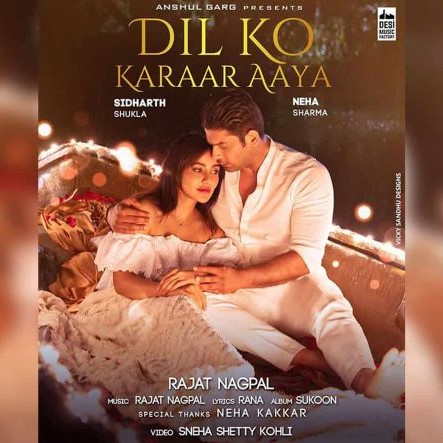 ANSHUL GARG PRESENTS
DESI
MUSIC
FACTORY
DIL KO
KARAAR AAYA
SIDHARTH
SHUKLA
NEHA
SHARMA
VICKY SANDHU DESIGNS
RAJAT NAGPAL
MUSIC RAJAT NAGPAL LYRICS RANA ALBUM SUKOON
SPECIAL THANKS NEHA KAKKAR
VIDEO SNEHA SHETTY KOHLI